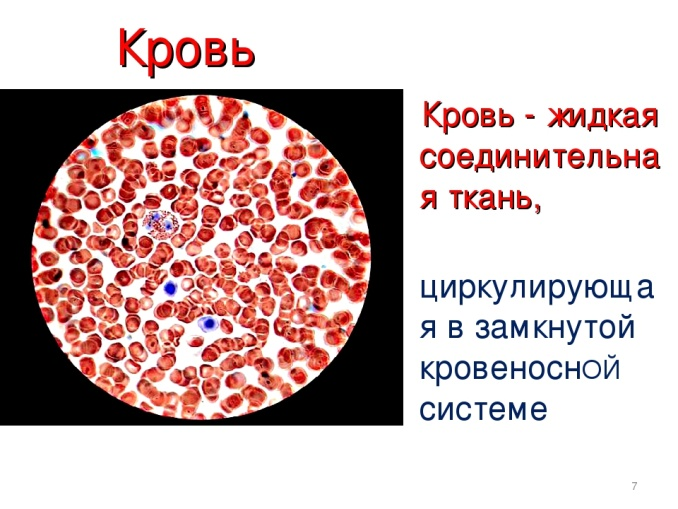 Кровь
Кровь - жидкая
соединительна
я ткань,
циркулирующа
я в замкнутой
кровеносной
системе
7